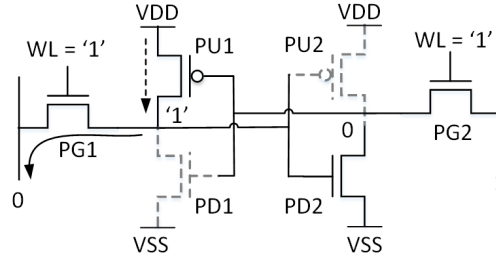 VDD
VDD
WL = ‘1’
PU1
PU2
WL = ‘1’
‘1’
0
PG1
PG2
0
PD1
PD2
VSS
VSS